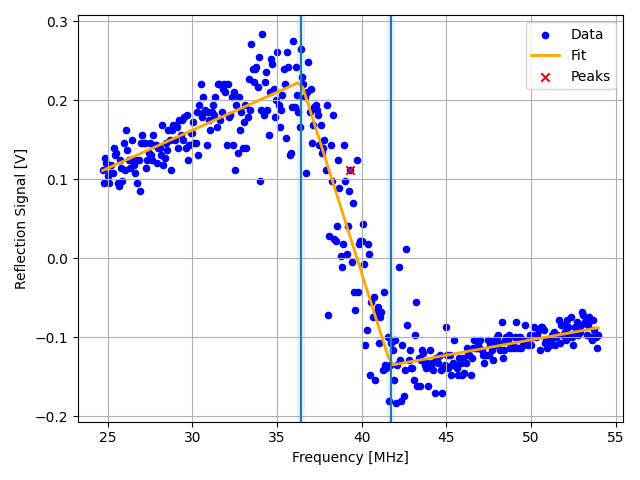 0.3
0.2
0.1
0.0
−0.1
−0.2
Reflection Signal [V]
Data
Fit
Peaks
25 30 35 40 45 50 55
Frequency [MHz]